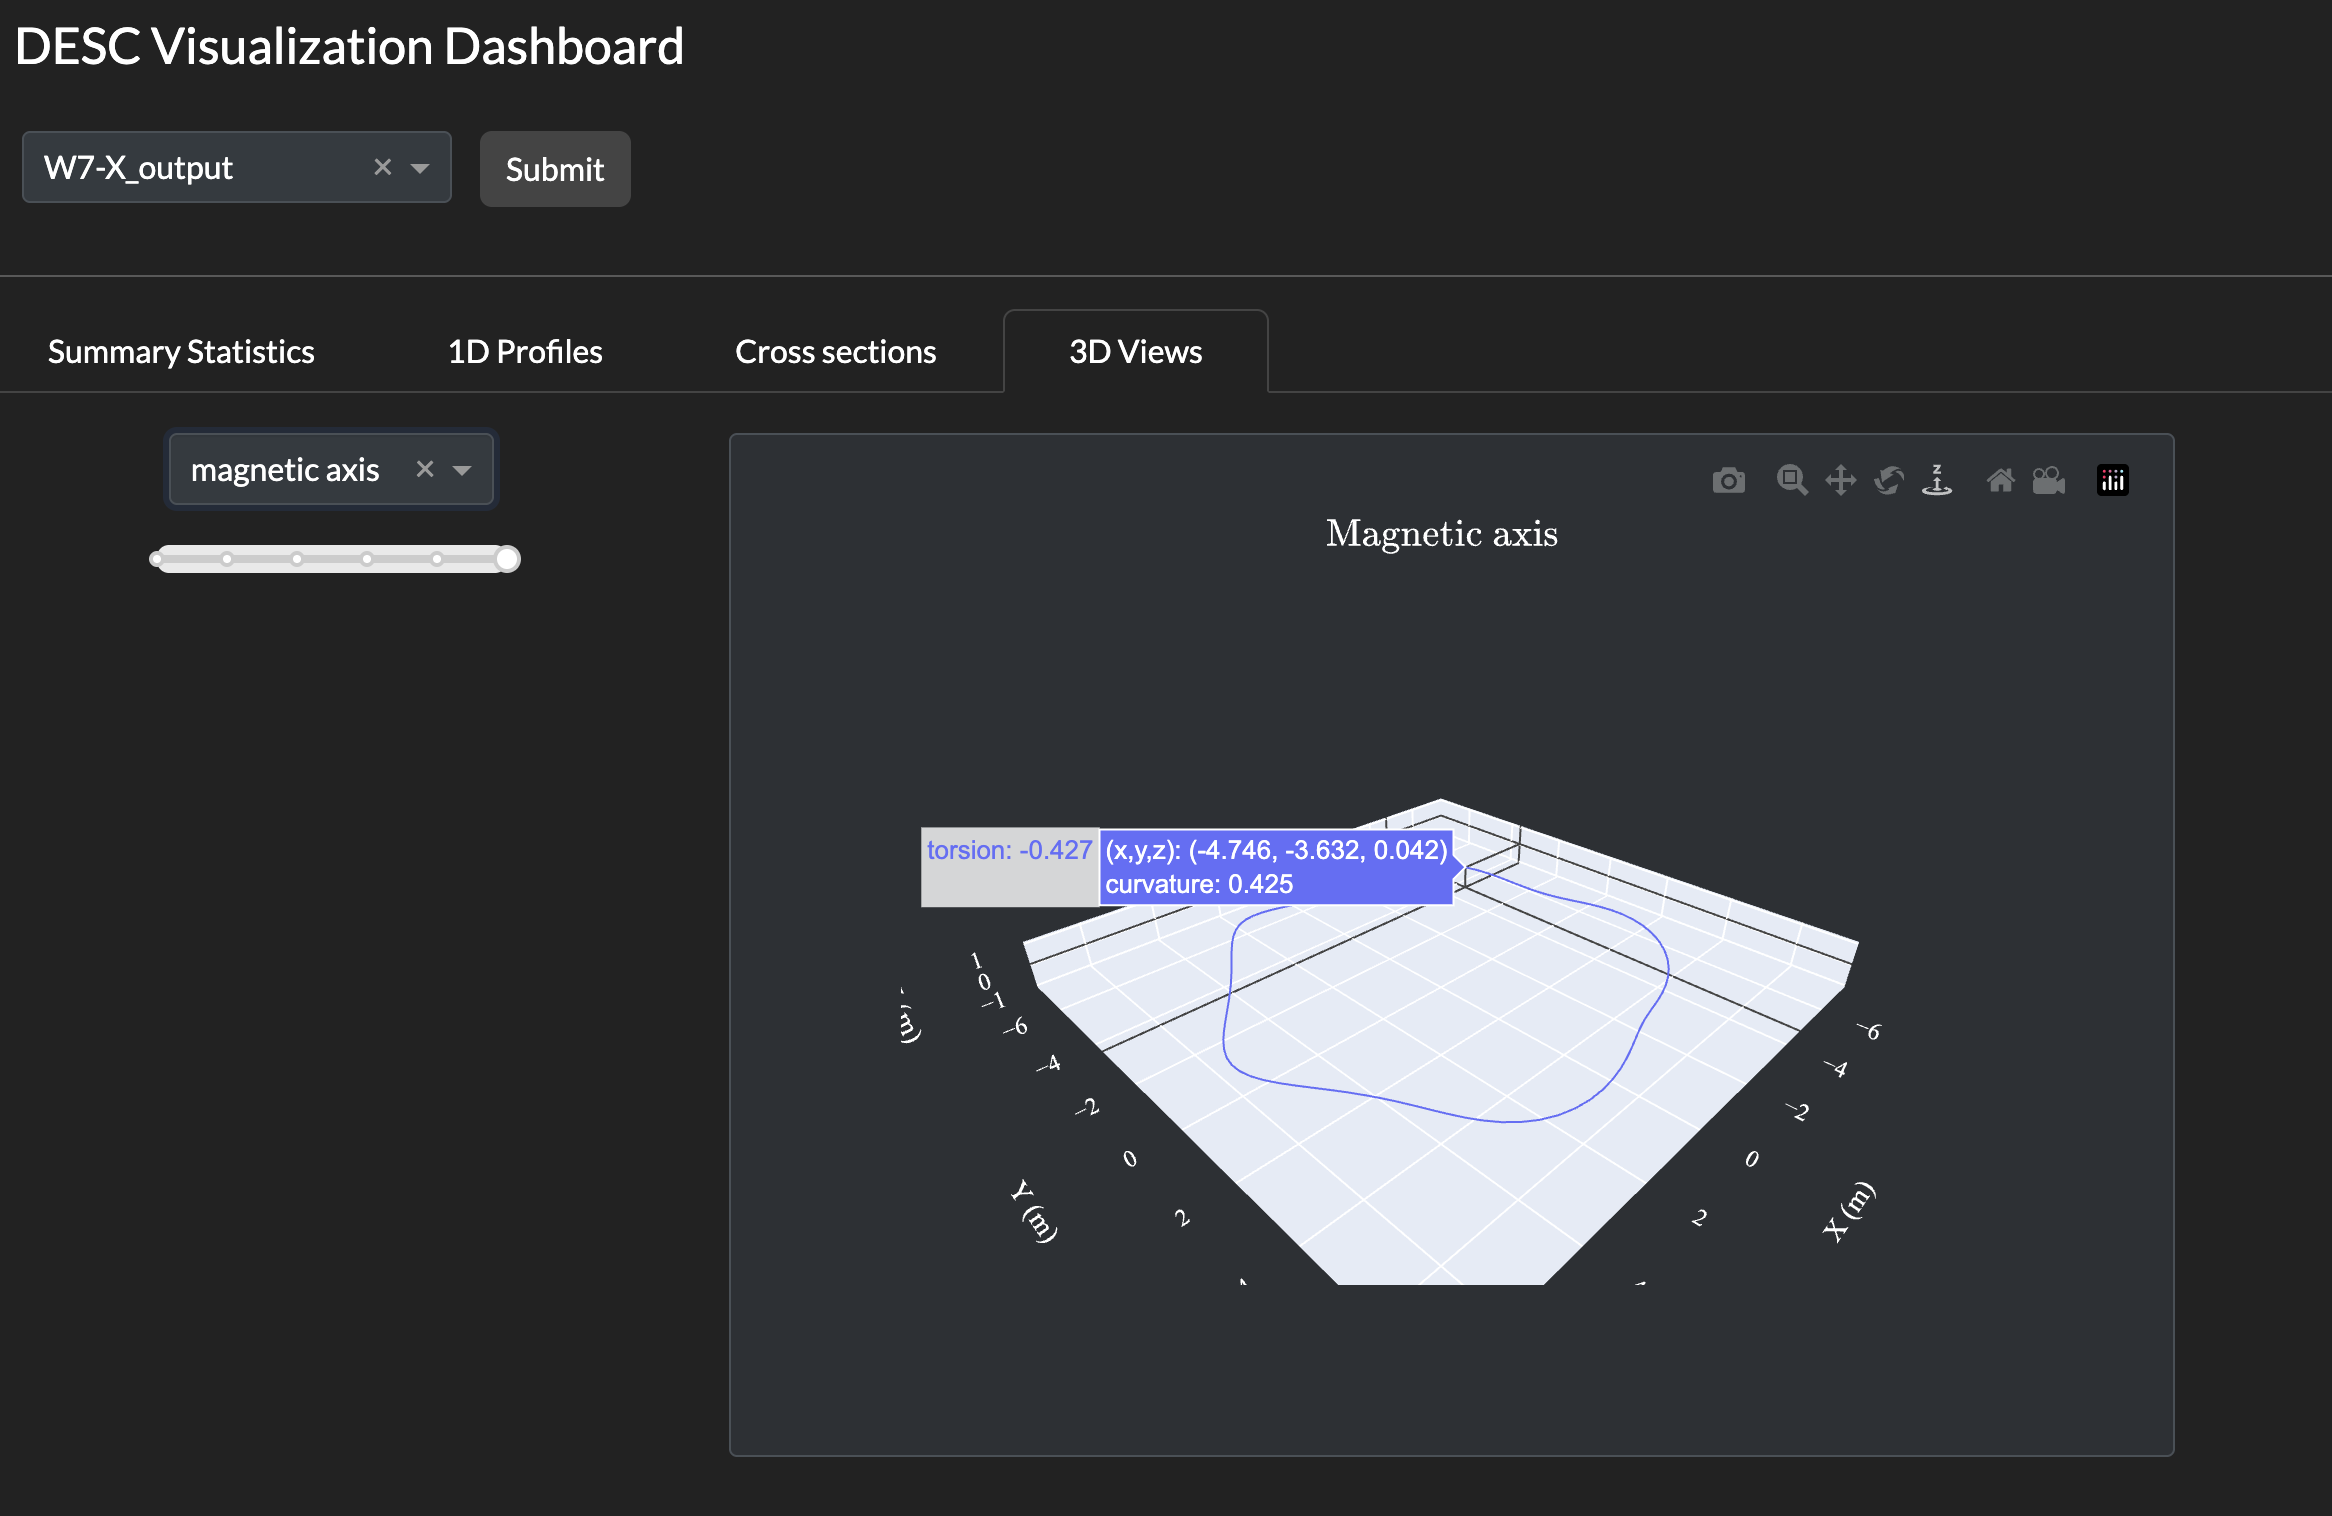 DESC Visualization Dashboard
W7-X_output
Submit
Summary Statistics
1D Profiles
Cross sections
3D Views
magnetic axis
Z
Magnetic axis
torsion: -0.427
(x,y,z): (-4.746, -3.632, 0.042)
curvature: 0.425
1
0
−1
−6
−4
−2
0
2
Y (m)
−6
−4
−2
0
2
X (m)